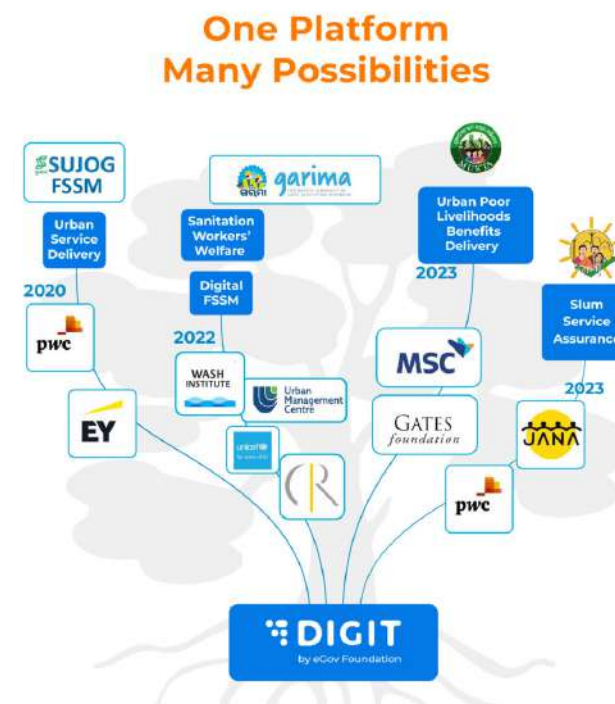 One Platform
Many Possibilities
SUJOG
FSSM
garima
Urban
Service
Delivery
Sanitation
Workers'
Welfare
Urban Poor
Livelihoods
Benefits
Delivery
2020
Digital
FSSM
2023
Slum
Service
Assurance
pwc
2022
MSC
2023
WASH
INSTITUTE
Urban
Management
Centre
EY
GATES
foundation
JANA
unicef
CPR
pwc
DIGIT
by eGov Foundation